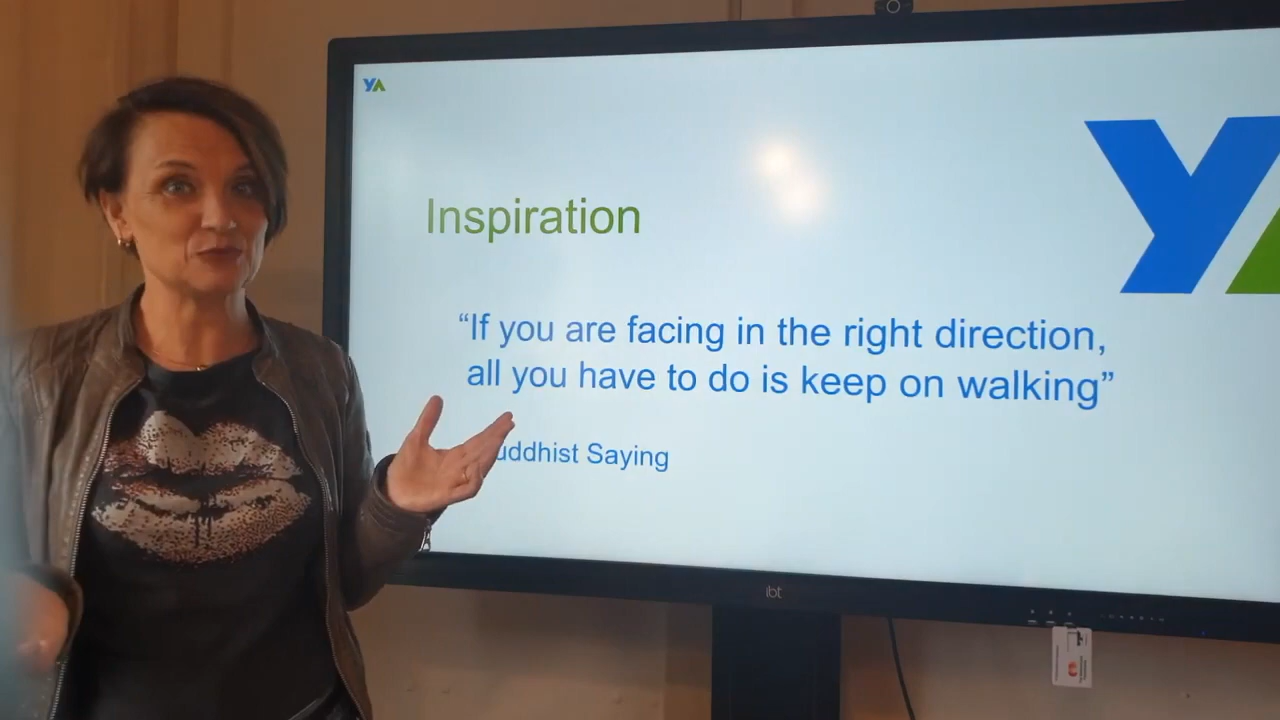 YA
YA
Inspiration
“If you are facing in the right direction,
all you have to do is keep on walking”
uddhist Saying
ibt